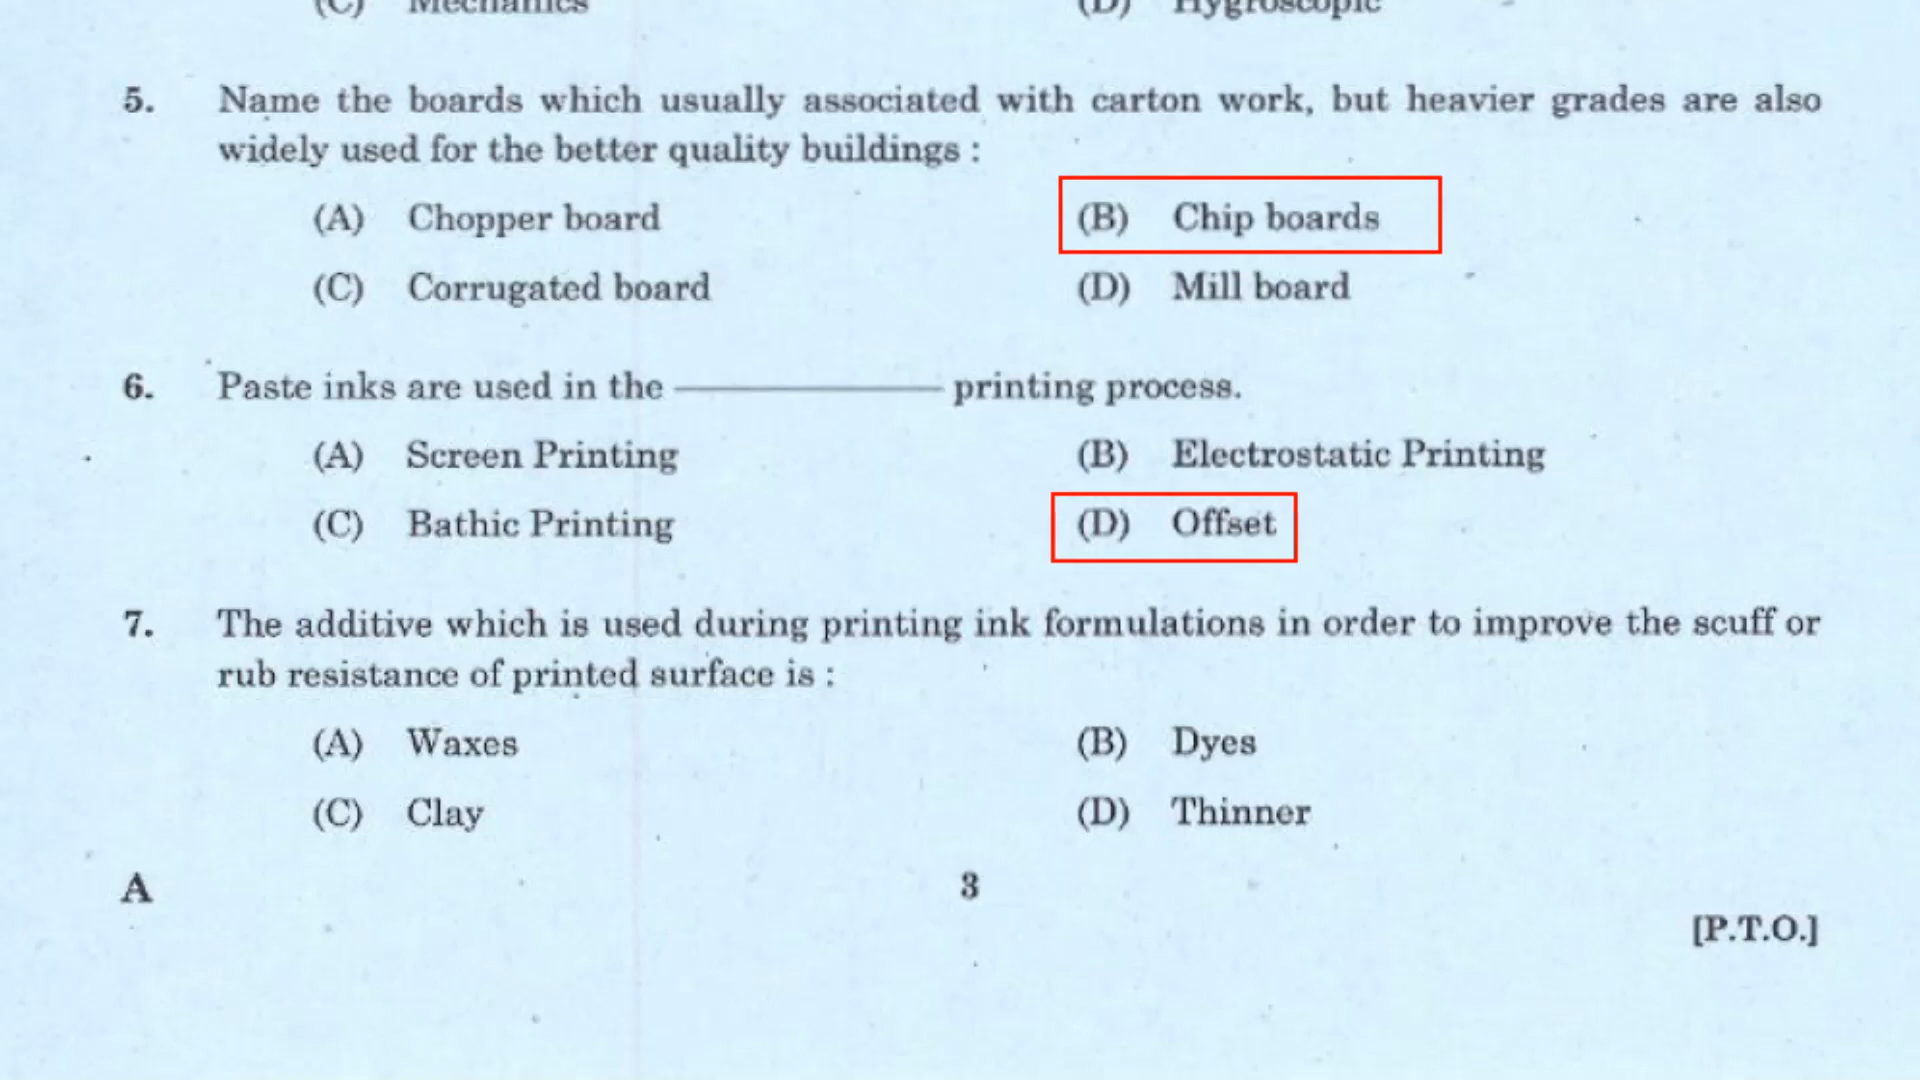 (C) Mechanics (D) Hygroscopic
5. Name the boards which usually associated with carton work, but heavier grades are also
widely used for the better quality buildings :
(A) Chopper board (B) Chip boards
(C) Corrugated board (D) Mill board
6. Paste inks are used in the ———— printing process.
(A) Screen Printing (B) Electrostatic Printing
(C) Bathic Printing (D) Offset
7. The additive which is used during printing ink formulations in order to improve the scuff or
rub resistance of printed surface is :
(A) Waxes (B) Dyes
(C) Clay (D) Thinner
A 3
[P.T.O.]